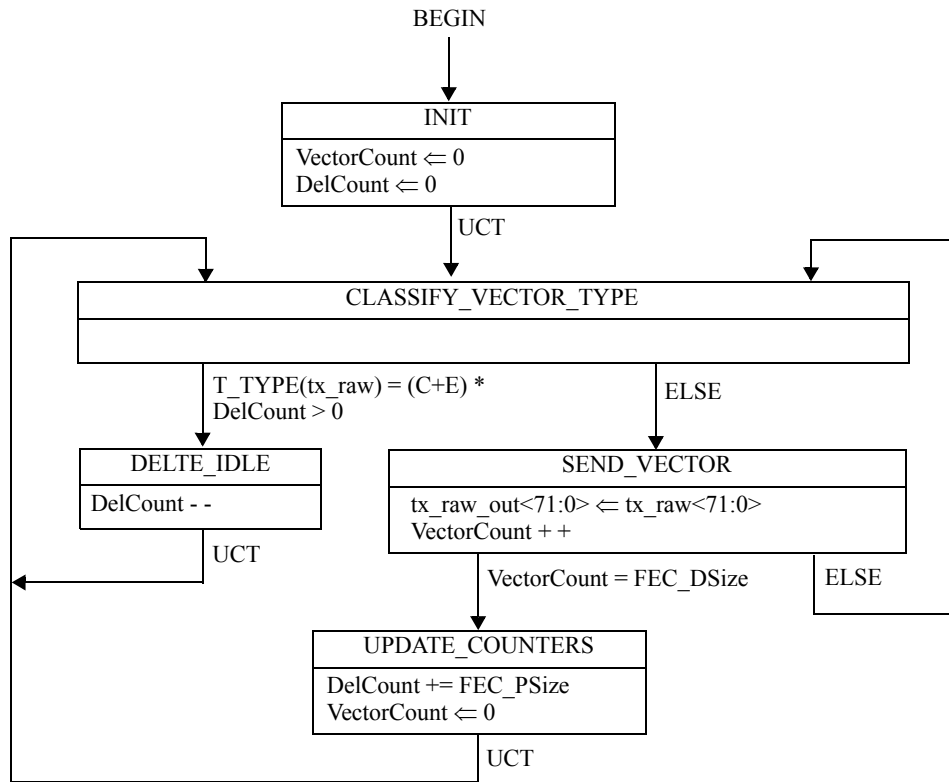 BEGIN
INIT
VectorCount ⇐ 0
DelCount ⇐ 0
UCT
CLASSIFY_VECTOR_TYPE
T_TYPE(tx_raw) = (C+E) *
DelCount > 0
ELSE
DELTE_IDLE
DelCount - -
UCT
SEND_VECTOR
tx_raw_out<71:0> ⇐ tx_raw<71:0>
VectorCount + +
VectorCount = FEC_DSize
ELSE
UPDATE_COUNTERS
DelCount += FEC_PSize
VectorCount ⇐ 0
UCT